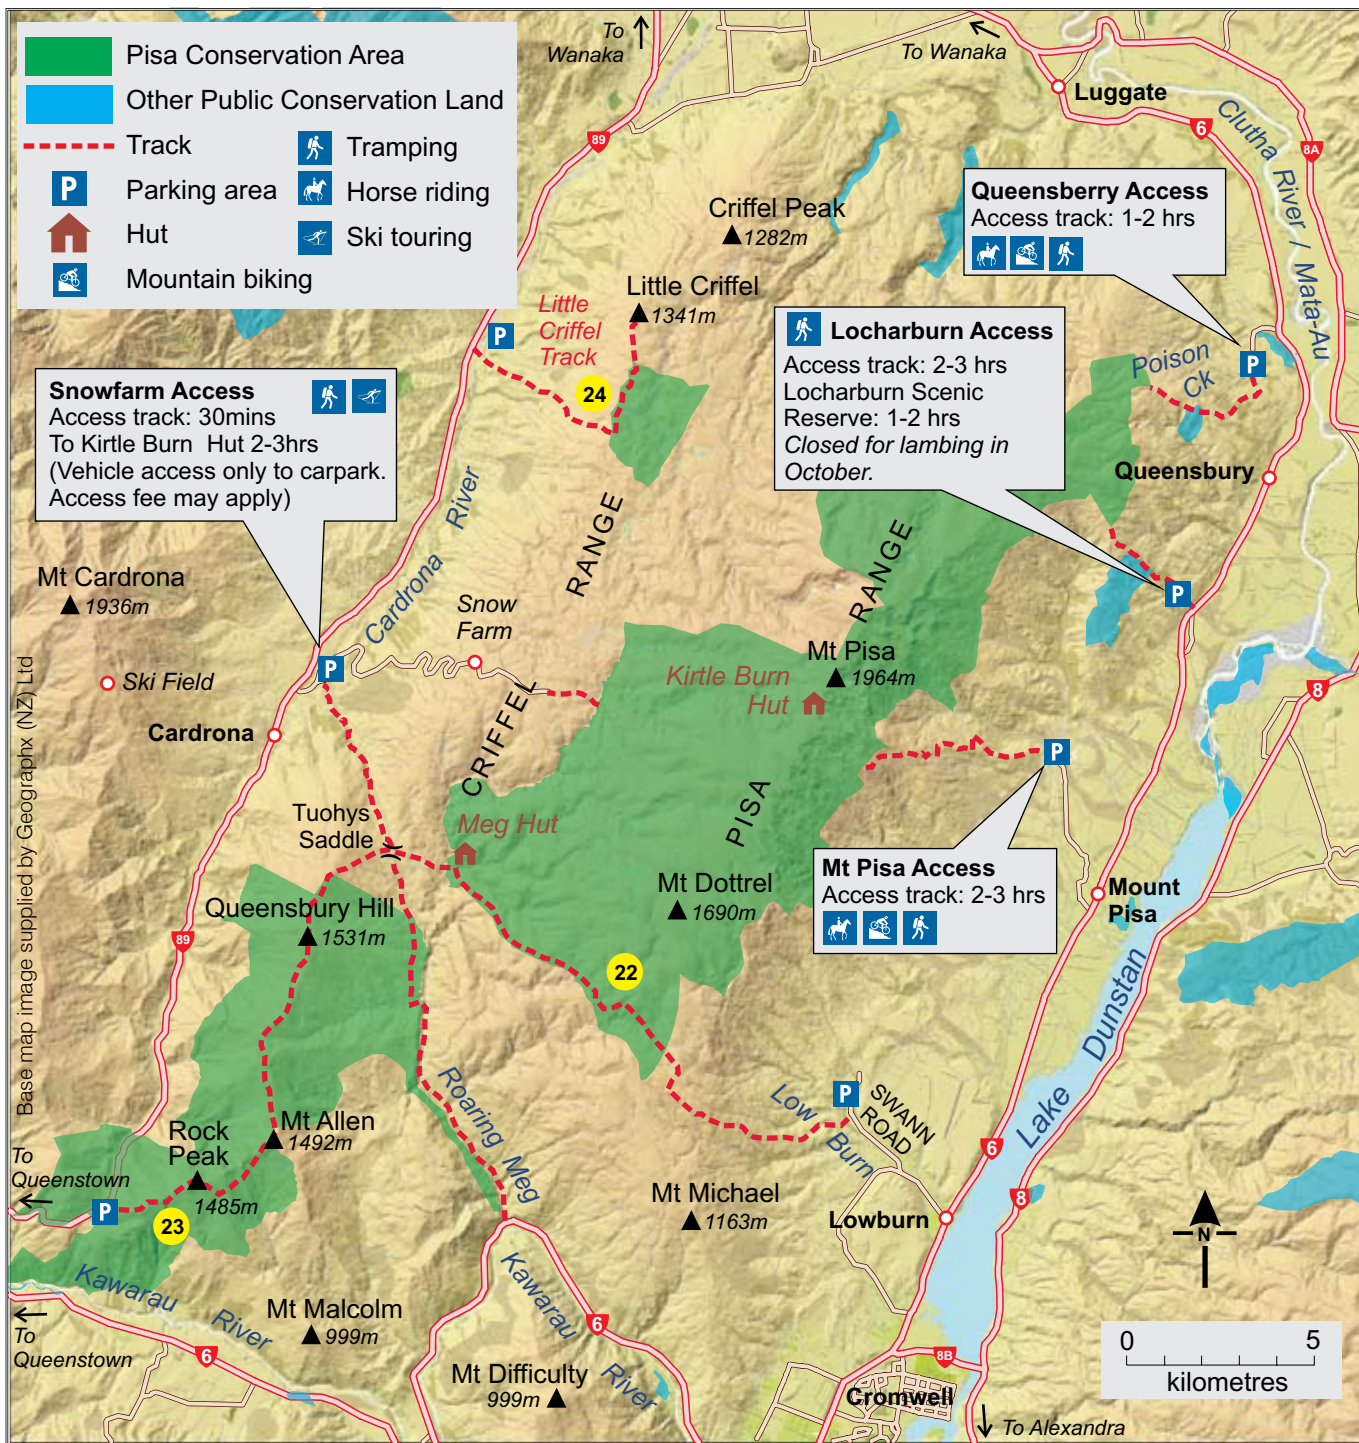 Pisa Conservation Area
Other Public Conservation Land
Track
Tramping
P
Parking area
Horse riding
Hut
Ski touring
Mountain biking
To
Wanaka
To Wanaka
Luggate
6
89
8A
Clutha River / Mata-Au
Queensberry Access
Access track: 1-2 hrs
Criffel Peak
1282m
Little Criffel
1341m
Little
Criffel
Track
24
P
Locharburn Access
Access track: 2-3 hrs
Locharburn Scenic
Reserve: 1-2 hrs
Closed for lambing in
October.
Poison
Ck
P
Snowfarm Access
Access track: 30mins
To Kirtle Burn Hut 2-3hrs
(Vehicle access only to carpark.
Access fee may apply)
Queensbury
Cardrona River
CRIFFEL RANGE
PISA RANGE
Mt Cardrona
1936m
Snow
Farm
P
P
Ski Field
Cardrona
Kirtle Burn
Hut
Mt Pisa
1964m
8
P
Tuohys
Saddle
Meg Hut
Mt Pisa Access
Access track: 2-3 hrs
Mount
Pisa
Mt Dottrel
1690m
Queensbury Hill
1531m
89
22
Lake Dunstan
Base map image supplied by Geographx (NZ) Ltd
Roaring Meg
Low Burn
P
SWANN
ROAD
Mt Allen
1492m
Rock
Peak
1485m
To
Queenstown
P
23
6
8
Mt Michael
1163m
Lowburn
N
Kawarau River
Kawarau River
Mt Malcolm
999m
To
Queenstown
6
6
Mt Difficulty
999m
8B
Cromwell
To Alexandra
0 5
kilometres